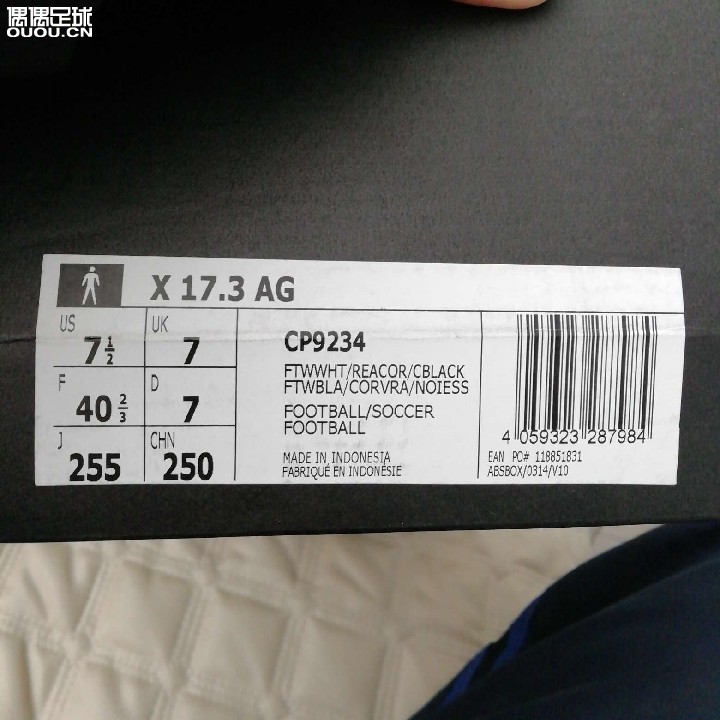 偶偶足球
OUOU.CN
X 17.3 AG
US
7 1/2
UK
7
F
40 2/3
D
7
J
255
CHN
250
CP9234
FTWWHT/REACOR/CBLACK
FTWBLA/CORVRA/NOIESS
FOOTBALL/SOCCER
FOOTBALL
MADE IN INDONESIA
FABRIQUÉ EN INDONÉSIE
4 059323 287984
EAN PO# 118851831
ABSBOX/0314/V10